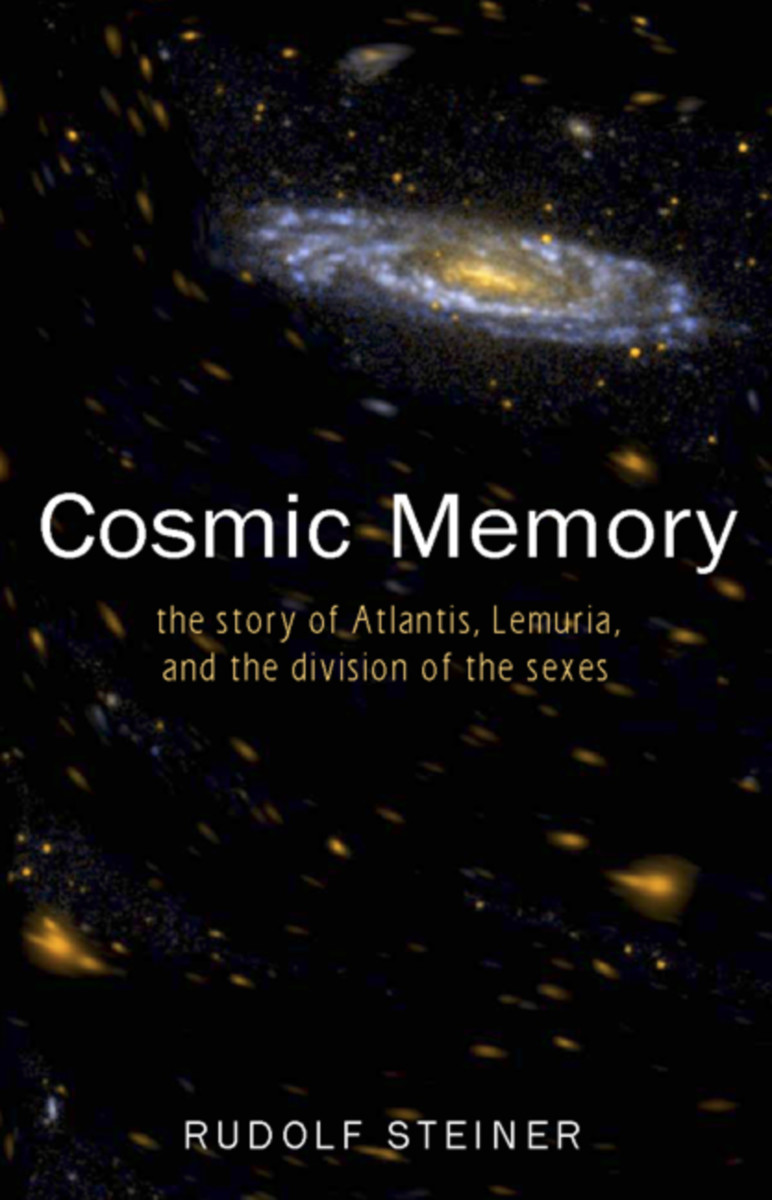 Cosmic Memory
the story of Atlantis, Lemuria,
and the division of the sexes
RUDOLF STEINER